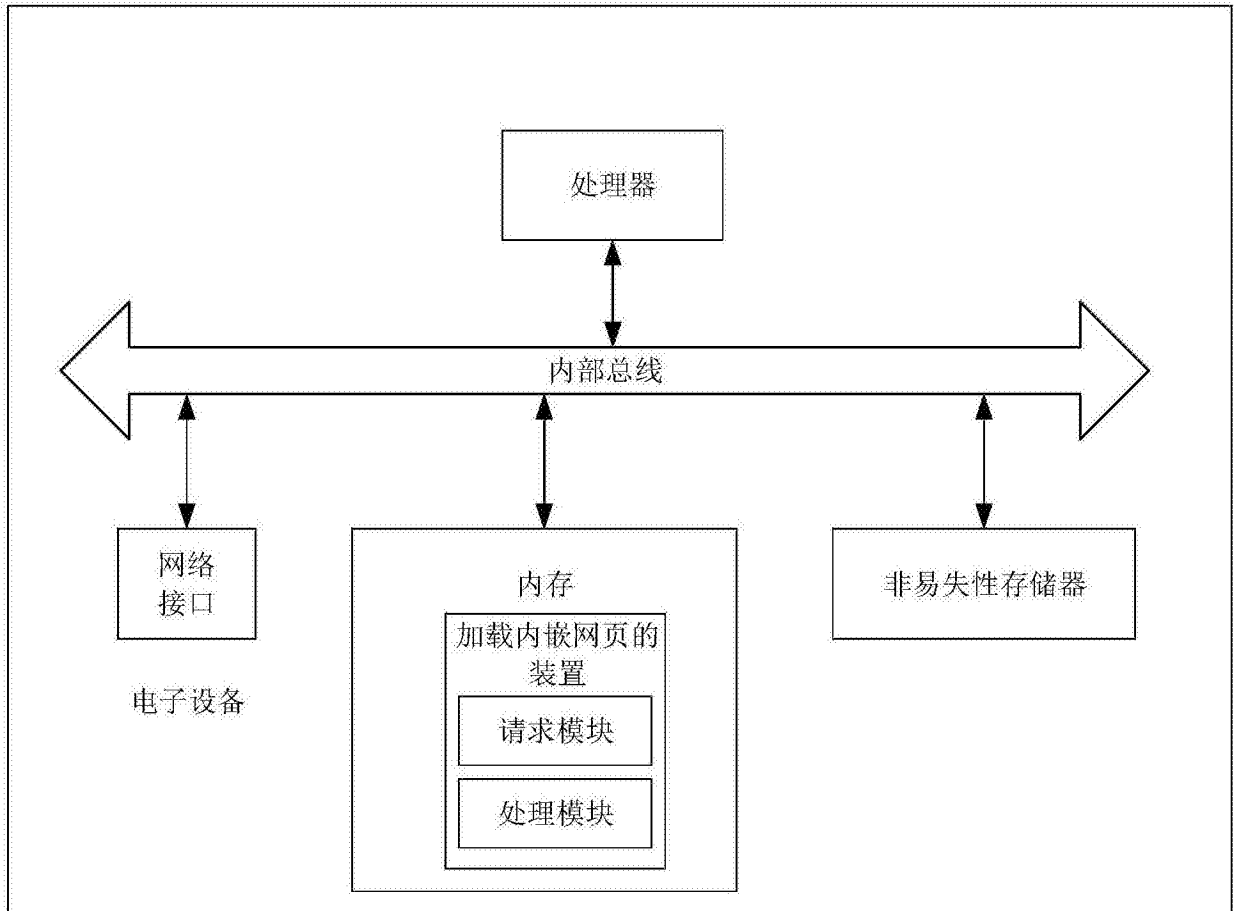 处理器
内部总线
网络
接口
内存
非易失性存储器
加载内嵌网页的
装置
电子设备
请求模块
处理模块